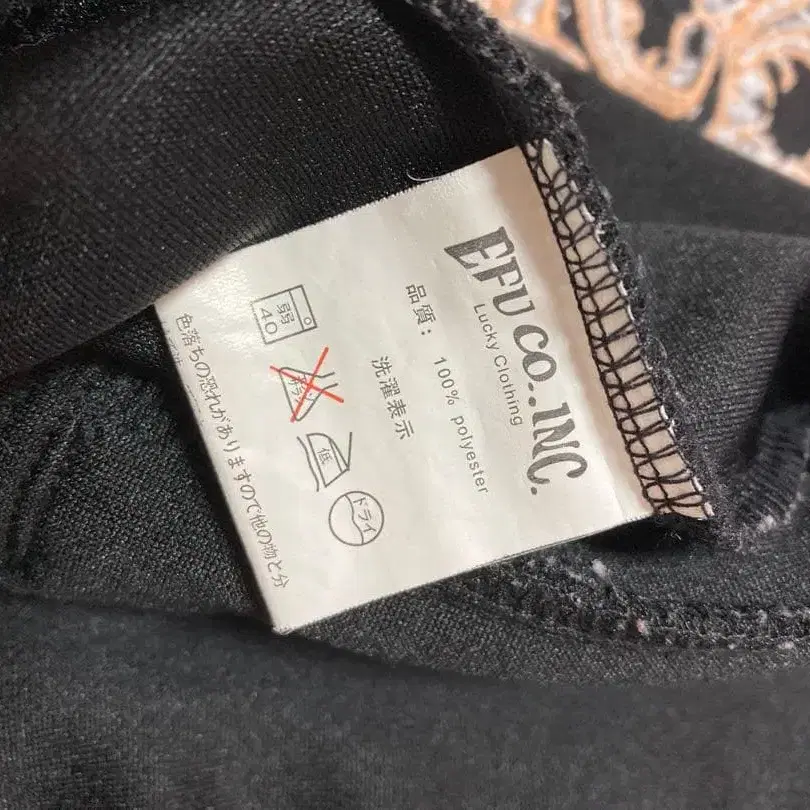 EFU CO..INC.
Lucky Clothing
品質: 100% polyester
洗濯表示
弱
40
低
ドライ
色落ちの恐れがありますので他の物と分